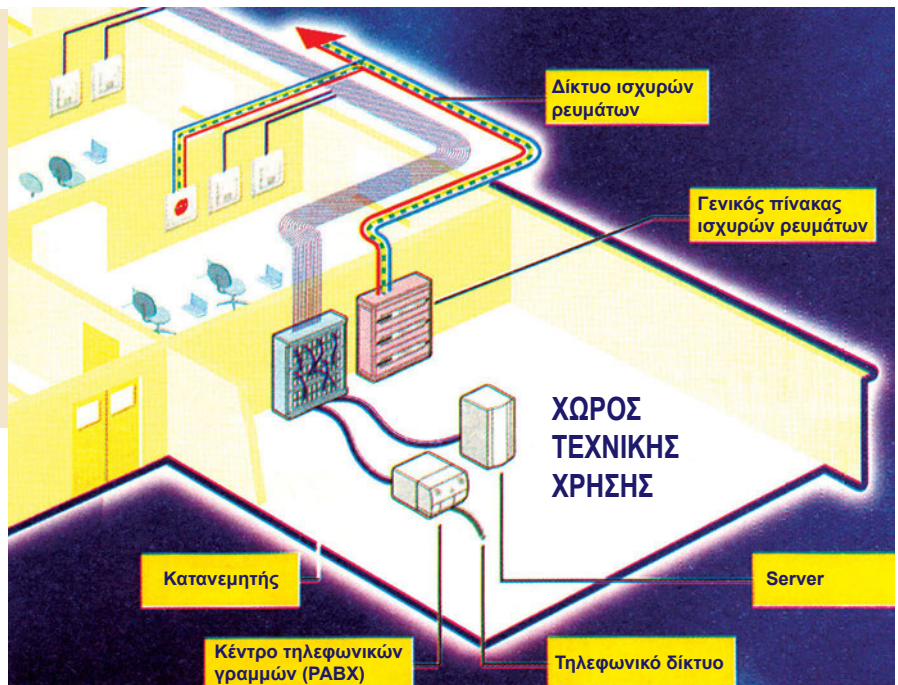 Δίκτυο ισχυρών
ρευμάτων
Γενικός πίνακας
ισχυρών ρευμάτων
ΧΩΡΟΣ
ΤΕΧΝΙΚΗΣ
ΧΡΗΣΗΣ
Κατανεμητής
Server
Κέντρο τηλεφωνικών
γραμμών (PABX)
Τηλεφωνικό δίκτυο